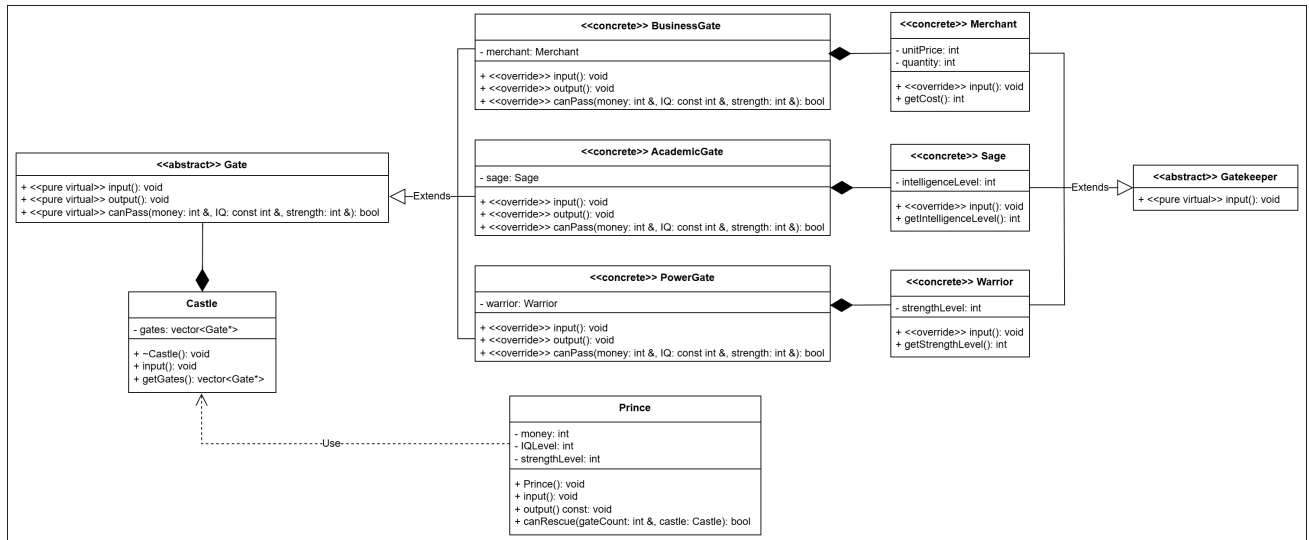 <<concrete>> BusinessGate
- merchant: Merchant
+ <<override>> input(): void
+ <<override>> output(): void
+ <<override>> canPass(money: int &, IQ: const int &, strength: int &): bool
<<concrete>> Merchant
- unitPrice: int
- quantity: int
+ <<override>> input(): void
+ getCost(): int
<<abstract>> Gate
+ <<pure virtual>> input(): void
+ <<pure virtual>> output(): void
+ <<pure virtual>> canPass(money: int &, IQ: const int &, strength: int &): bool
Extends
<<concrete>> AcademicGate
- sage: Sage
+ <<override>> input(): void
+ <<override>> output(): void
+ <<override>> canPass(money: int &, IQ: const int &, strength: int &): bool
<<concrete>> Sage
- intelligenceLevel: int
+ <<override>> input(): void
+ getIntelligenceLevel(): int
Extends
<<abstract>> Gatekeeper
+ <<pure virtual>> input(): void
<<concrete>> PowerGate
- warrior: Warrior
+ <<override>> input(): void
+ <<override>> output(): void
+ <<override>> canPass(money: int &, IQ: const int &, strength: int &): bool
<<concrete>> Warrior
- strengthLevel: int
+ <<override>> input(): void
+ getStrengthLevel(): int
Castle
- gates: vector<Gate*>
+ ~Castle(): void
+ input(): void
+ getGates(): vector<Gate*>
Use
Prince
- money: int
- IQLevel: int
- strengthLevel: int
+ Prince(): void
+ input(): void
+ output() const: void
+ canRescue(gateCount: int &, castle: Castle): bool